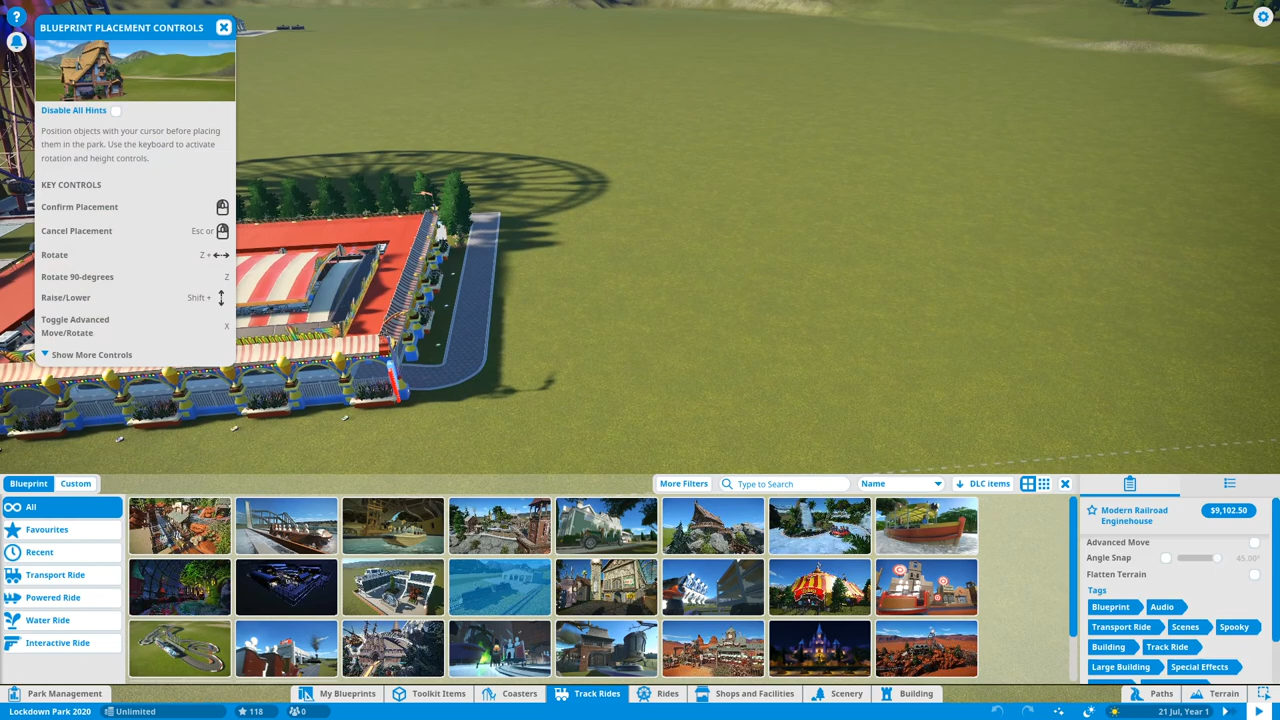 ?
BLUEPRINT PLACEMENT CONTROLS
Disable All Hints
Position objects with your cursor before placing
them in the park. Use the keyboard to activate
rotation and height controls.
KEY CONTROLS
Confirm Placement
Cancel Placement Esc or
Rotate Z +
Rotate 90-degrees Z
Raise/Lower Shift +
Toggle Advanced
Move/Rotate X
Show More Controls
Blueprint Custom More Filters Type to Search Name DLC items
All
Favourites
Recent
Transport Ride
Powered Ride
Water Ride
Interactive Ride
Modern Railroad
Enginehouse
$9,102.50
Advanced Move
Angle Snap 45.00°
Flatten Terrain
Tags
Blueprint Audio
Transport Ride Scenes Spooky
Building Track Ride
Large Building Special Effects
Park Management My Blueprints Toolkit Items Coasters Track Rides Rides Shops and Facilities Scenery Building Paths Terrain
Lockdown Park 2020 Unlimited 118 0 21 Jul, Year 1